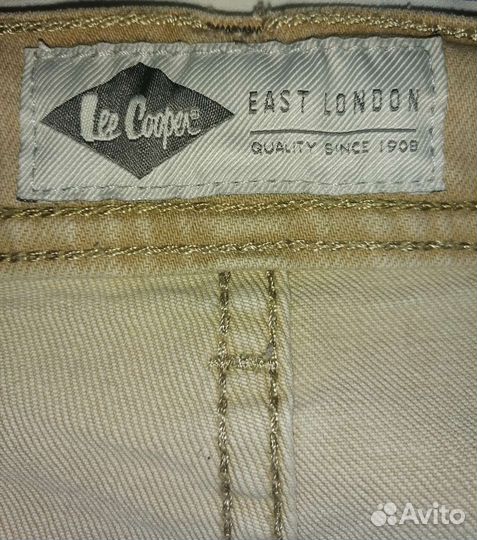 Lee Cooper®
EAST LONDON
QUALITY SINCE 1908
Avito